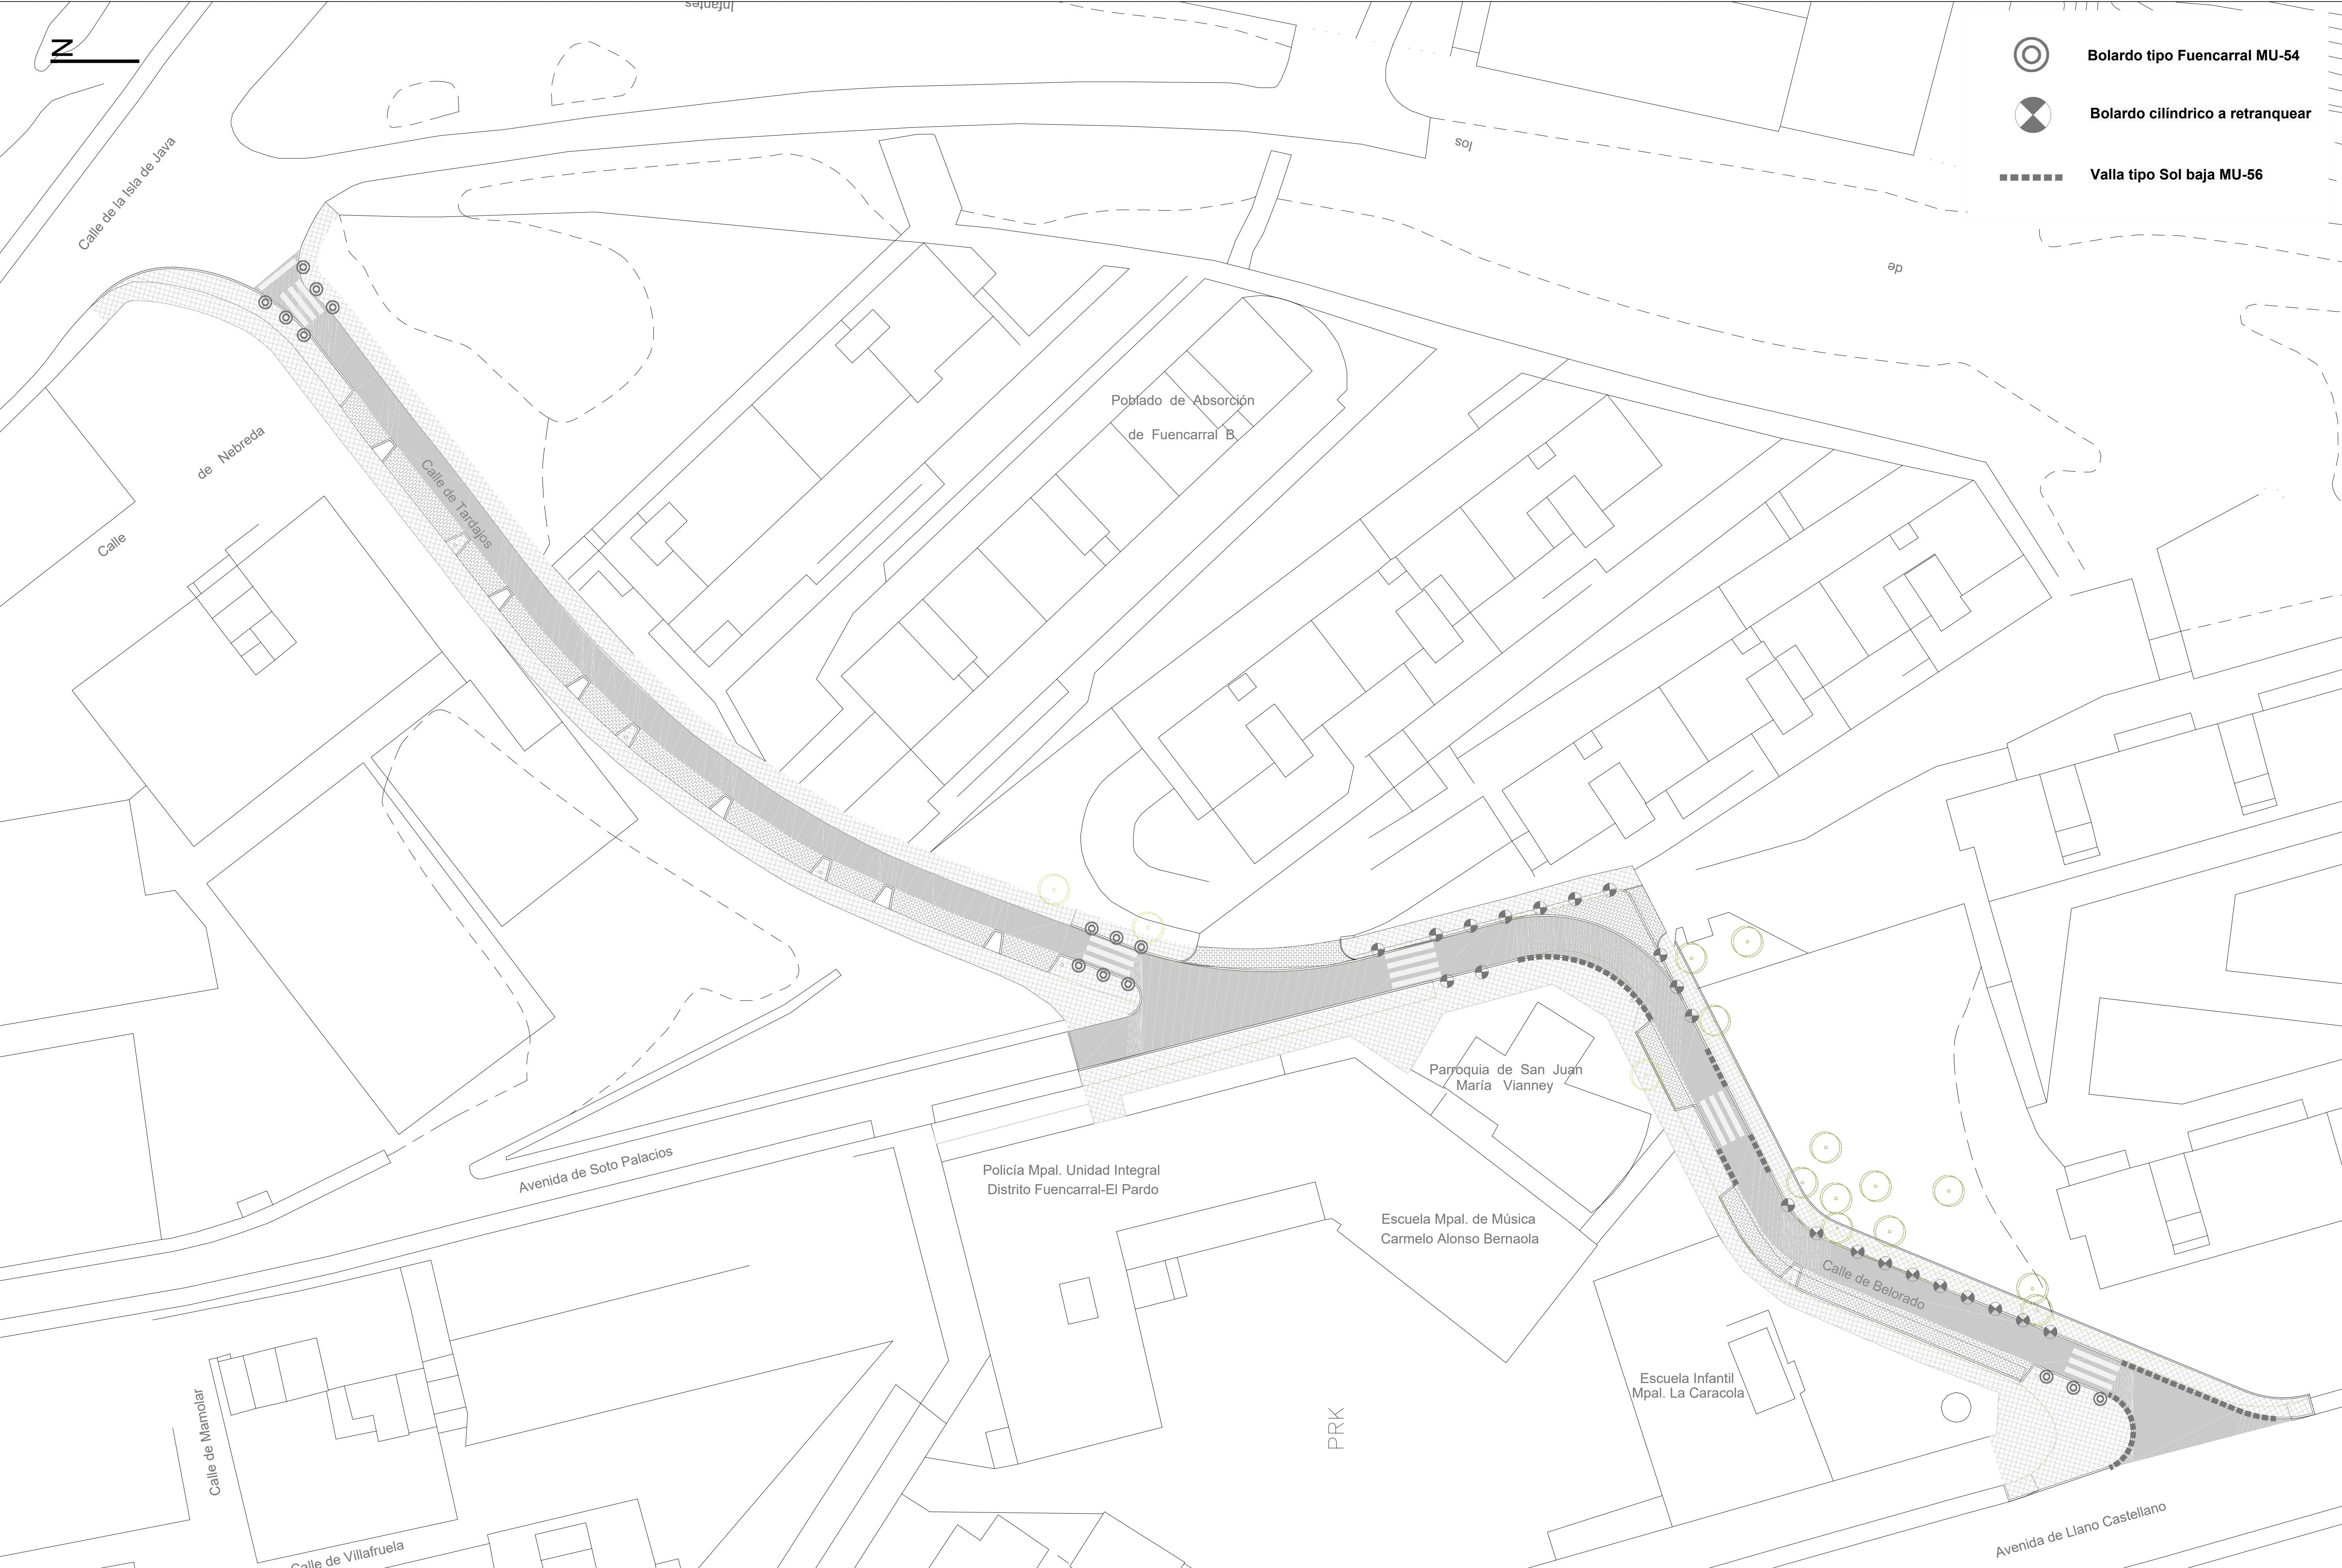 Infantes
N
Bolardo tipo Fuencarral MU-54
Bolardo cilíndrico a retranquear
Valla tipo Sol baja MU-56
Calle de la Isla de Java
los
de
Poblado de Absorción
de Fuencarral B
de Nebreda
Calle
Calle de Tardajos
Parroquia de San Juan
María Vianney
Avenida de Soto Palacios
Policía Mpal. Unidad Integral
Distrito Fuencarral-El Pardo
Escuela Mpal. de Música
Carmelo Alonso Bernaola
Calle de Belorado
Escuela Infantil
Mpal. La Caracola
PRK
Calle de Mamolar
Calle de Villafruela
Avenida de Llano Castellano